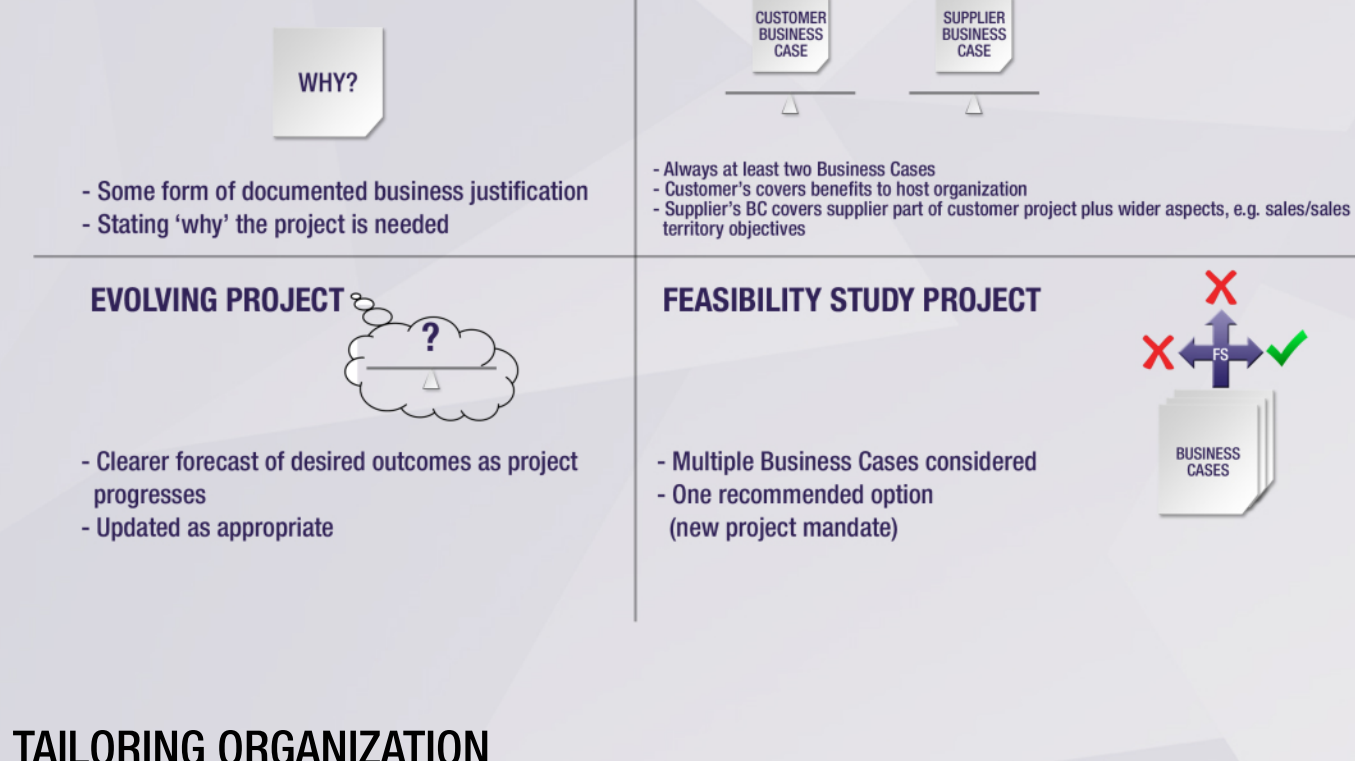 WHY?
- Some form of documented business justification
- Stating ‘why’ the project is needed
CUSTOMER
BUSINESS
CASE
SUPPLIER
BUSINESS
CASE
- Always at least two Business Cases
- Customer’s covers benefits to host organization
- Supplier’s BC covers supplier part of customer project plus wider aspects, e.g. sales/sales
territory objectives
EVOLVING PROJECT
?
- Clearer forecast of desired outcomes as project
progresses
- Updated as appropriate
FEASIBILITY STUDY PROJECT
FS
BUSINESS
CASES
- Multiple Business Cases considered
- One recommended option
(new project mandate)
TAILORING ORGANIZATION